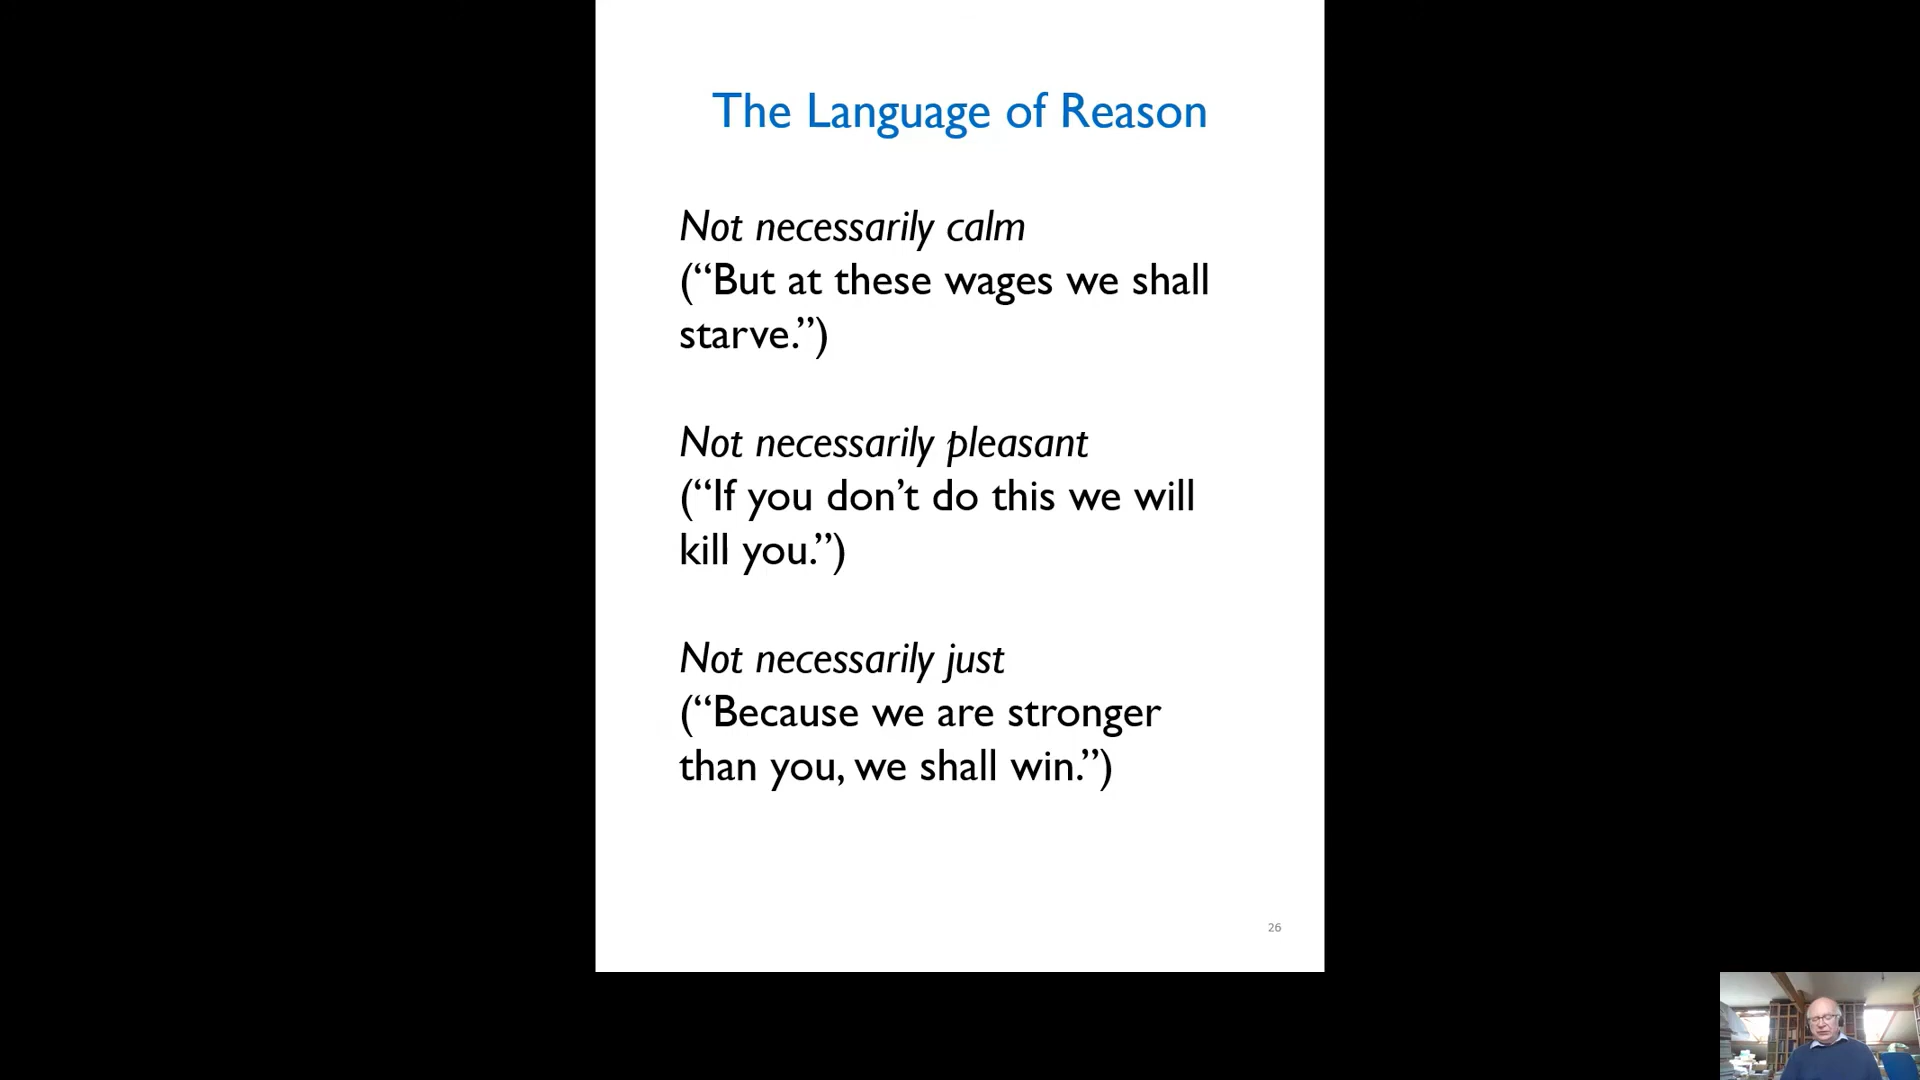 The Language of Reason
Not necessarily calm
(“But at these wages we shall
starve.”)
Not necessarily pleasant
(“If you don’t do this we will
kill you.”)
Not necessarily just
(“Because we are stronger
than you, we shall win.”)
26